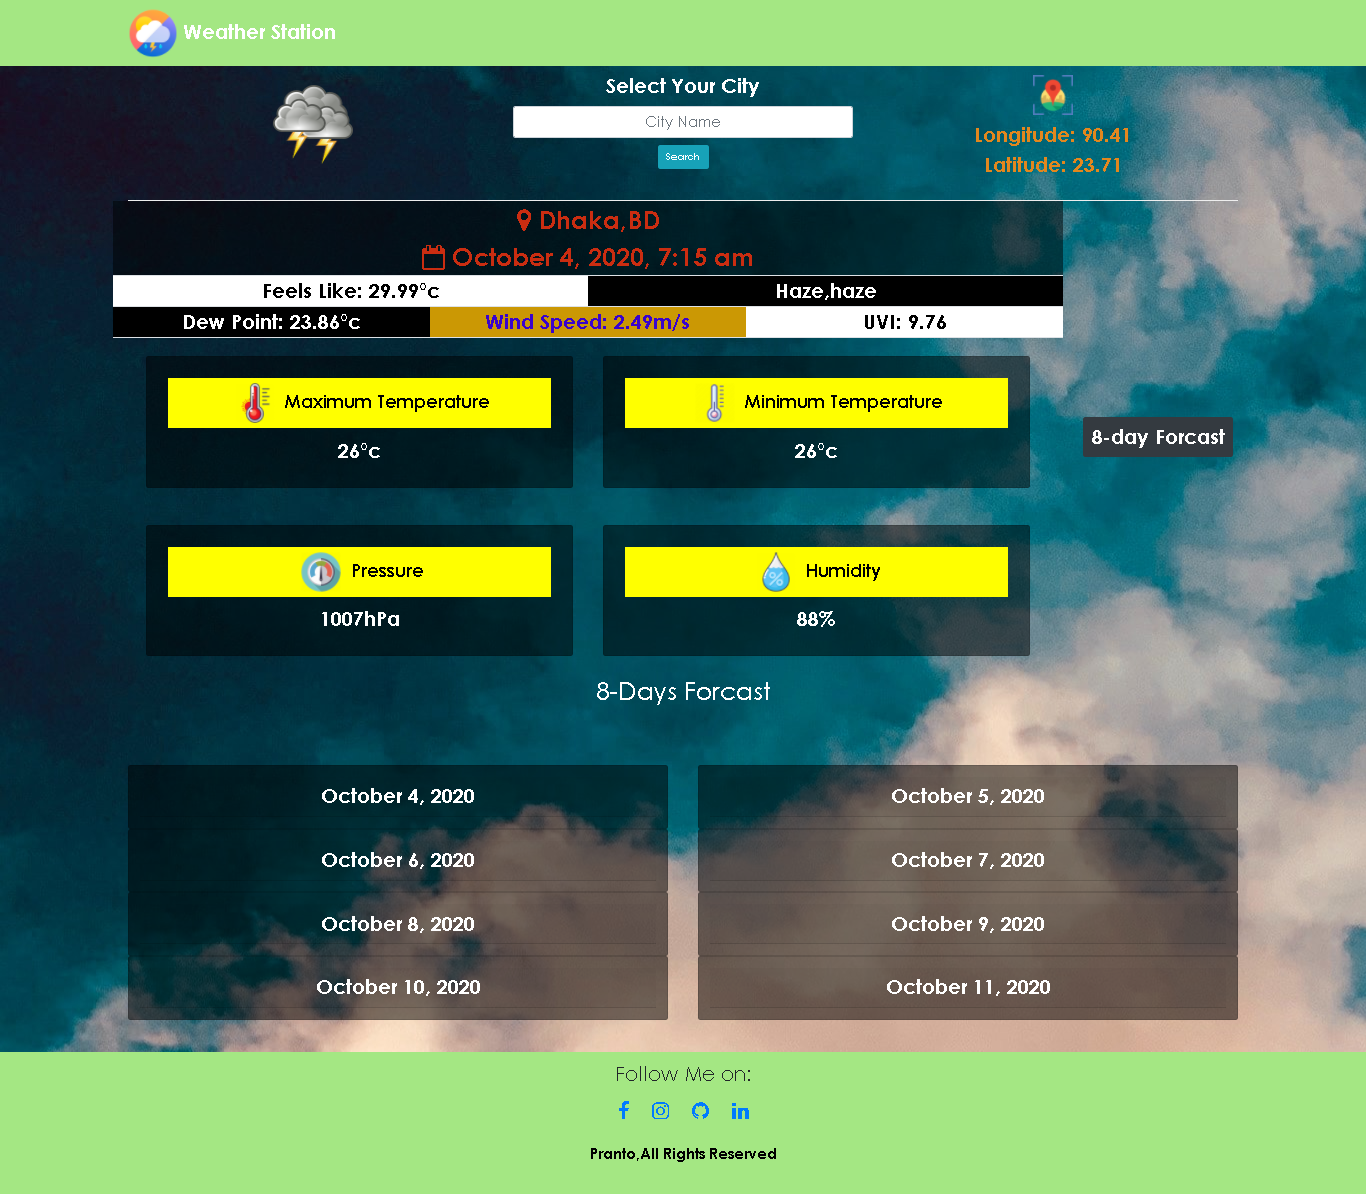 Weather Station
Select Your City
City Name
Search
Longitude: 90.41
Latitude: 23.71
Dhaka,BD
October 4, 2020, 7:15 am
Feels Like: 29.99°c
Haze,haze
Dew Point: 23.86°c
Wind Speed: 2.49m/s
UVI: 9.76
Maximum Temperature
26°c
Minimum Temperature
26°c
8-day Forcast
Pressure
1007hPa
%
Humidity
88%
8-Days Forcast
October 4, 2020
October 5, 2020
October 6, 2020
October 7, 2020
October 8, 2020
October 9, 2020
October 10, 2020
October 11, 2020
Follow Me on:
Pranto,All Rights Reserved